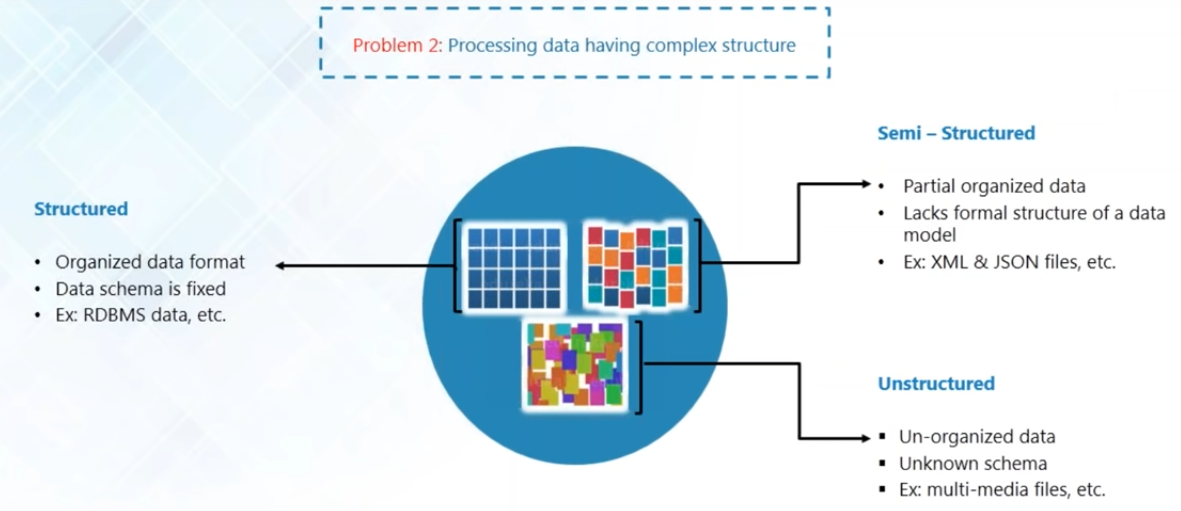 Problem 2: Processing data having complex structure
Structured
• Organized data format
• Data schema is fixed
• Ex: RDBMS data, etc.
Semi – Structured
• Partial organized data
• Lacks formal structure of a data
model
• Ex: XML & JSON files, etc.
Unstructured
▪ Un-organized data
▪ Unknown schema
▪ Ex: multi-media files, etc.